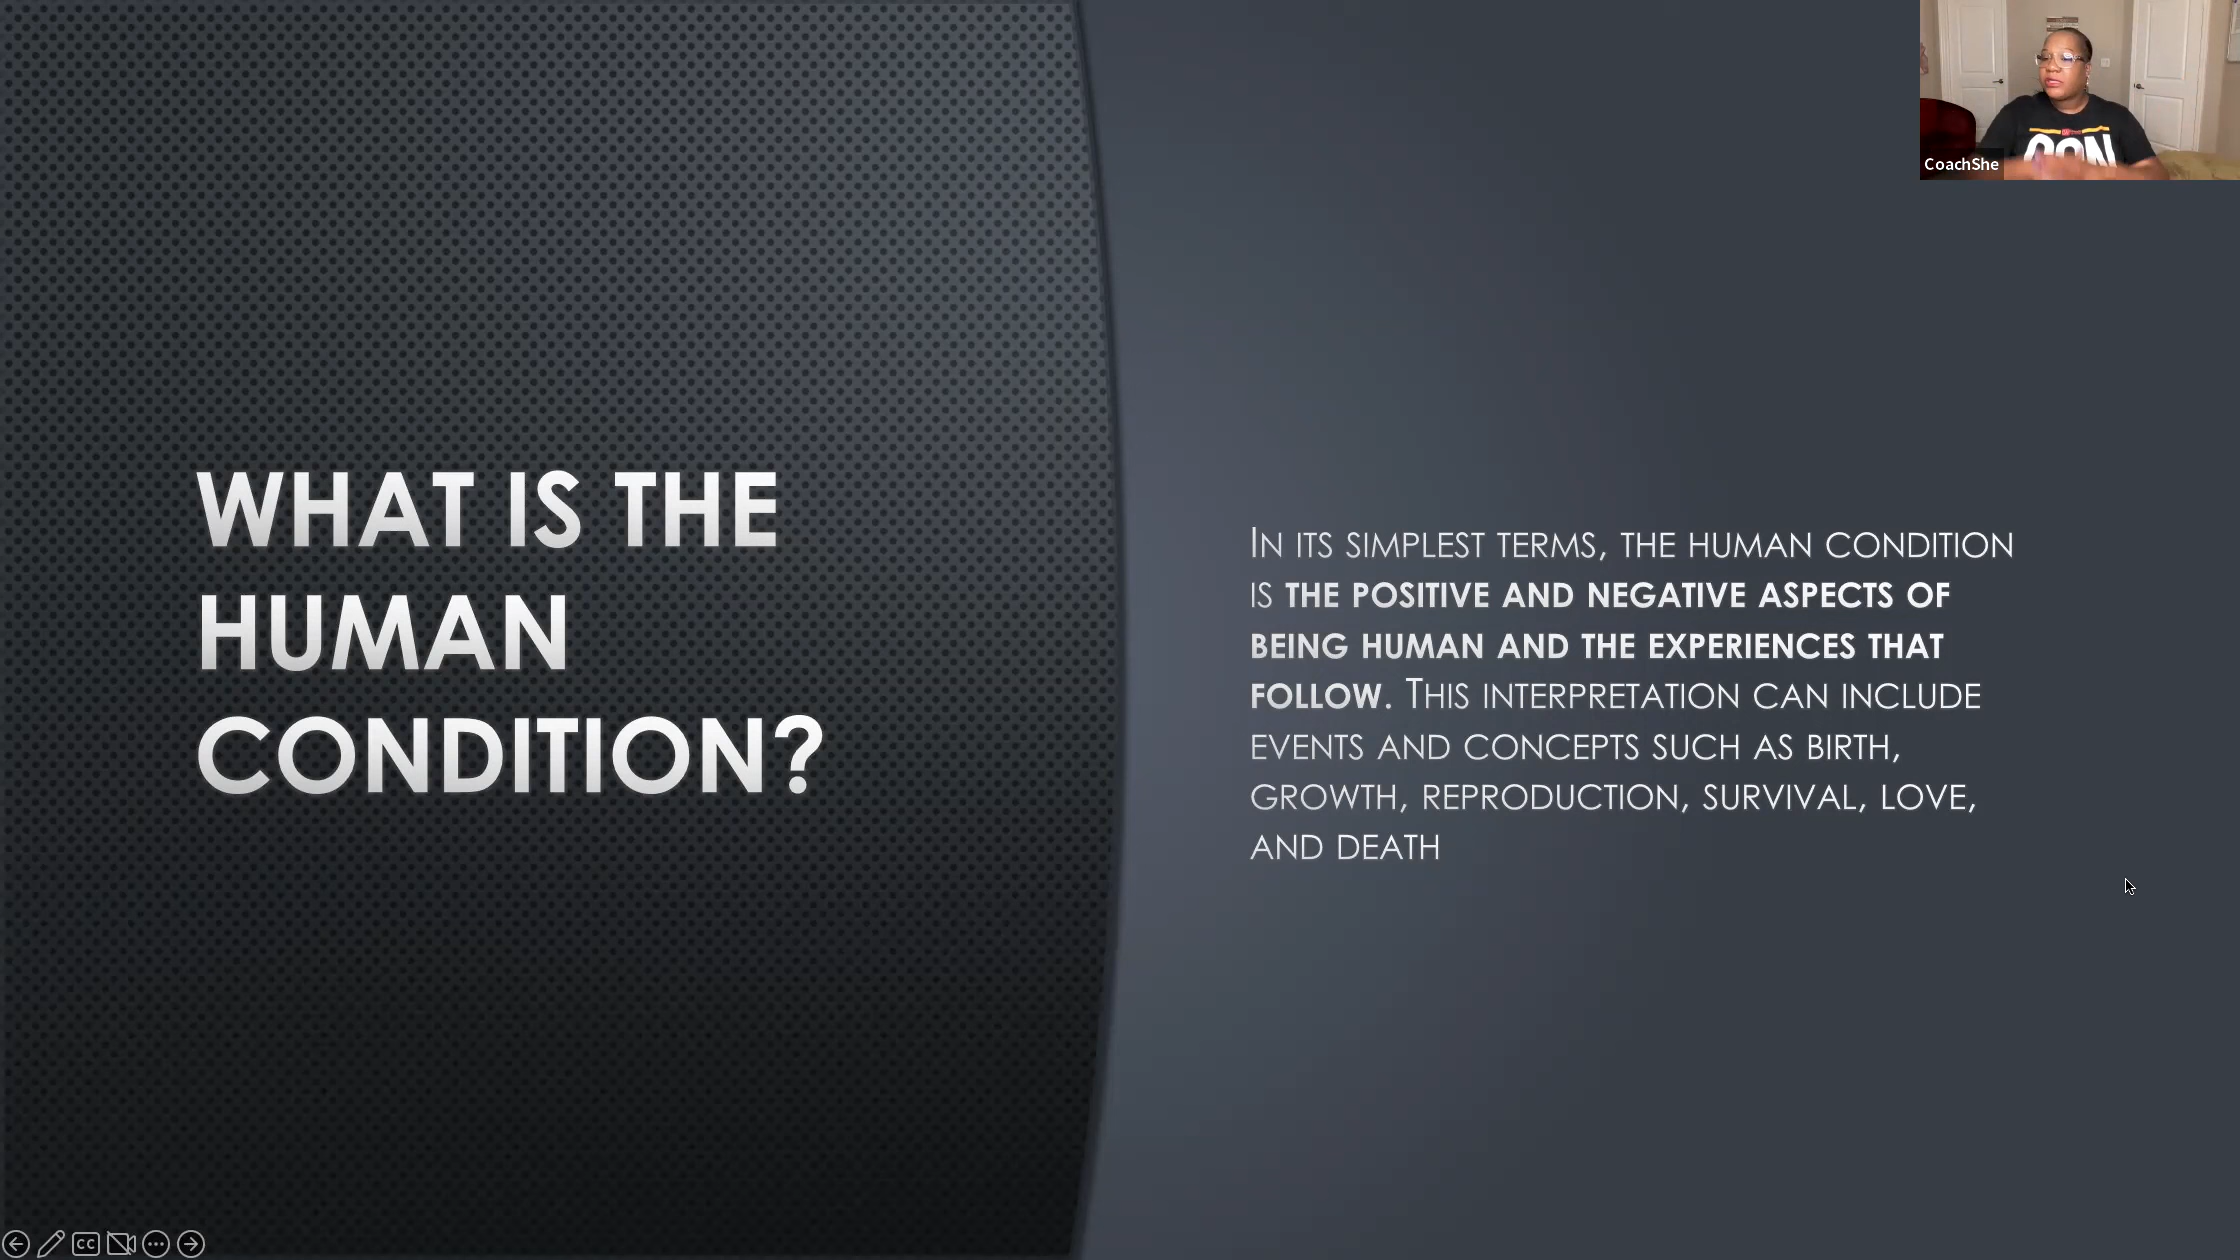 WHAT IS THE
HUMAN
CONDITION?
IN ITS SIMPLEST TERMS, THE HUMAN CONDITION
IS THE POSITIVE AND NEGATIVE ASPECTS OF
BEING HUMAN AND THE EXPERIENCES THAT
FOLLOW. THIS INTERPRETATION CAN INCLUDE
EVENTS AND CONCEPTS SUCH AS BIRTH,
GROWTH, REPRODUCTION, SURVIVAL, LOVE,
AND DEATH
CoachShe
CC